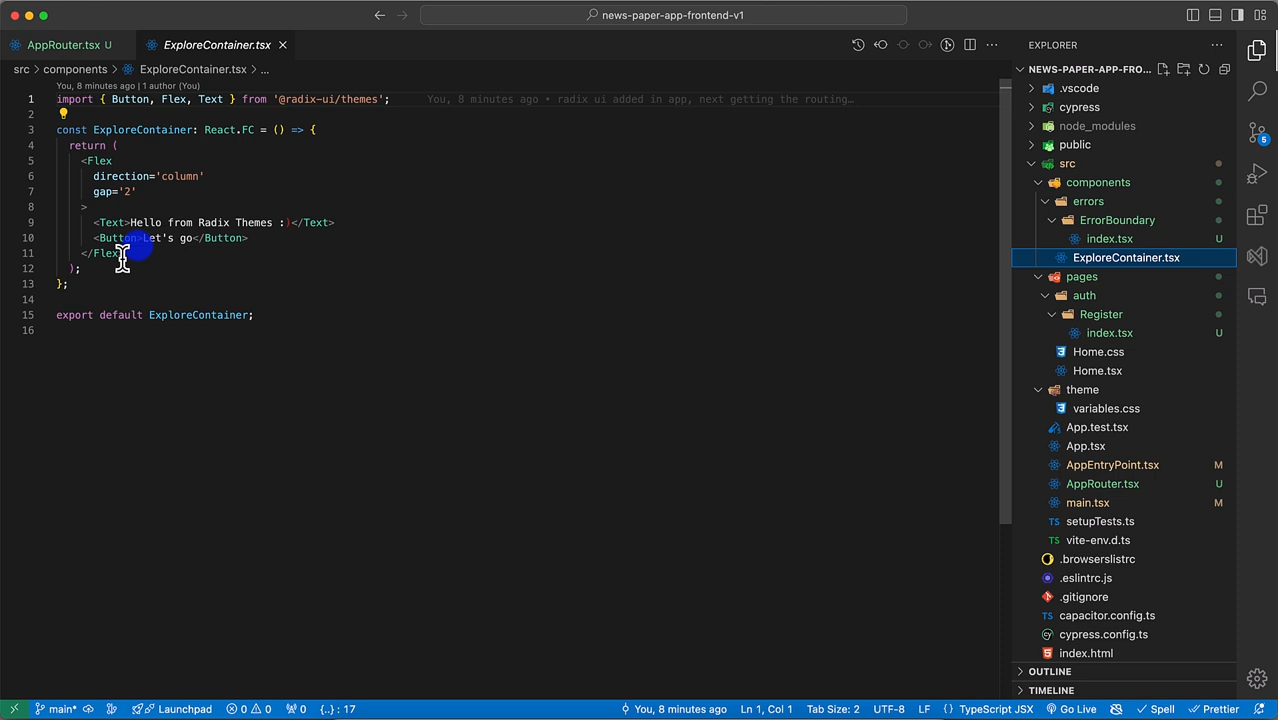 news-paper-app-frontend-v1
AppRouter.tsx U
ExploreContainer.tsx
EXPLORER
src > components > ExploreContainer.tsx > ...
You, 8 minutes ago | 1 author (You)
1 import { Button, Flex, Text } from '@radix-ui/themes'; You, 8 minutes ago • radix ui added in app, next getting the routing…
2
3 const ExploreContainer: React.FC = () => {
4 return (
5 <Flex
6 direction='column'
7 gap='2'
8 >
9 <Text>Hello from Radix Themes :)</Text>
10 <Button>Let's go</Button>
11 </Flex>
12 );
13 };
14
15 export default ExploreContainer;
16
NEWS-PAPER-APP-FRO...
.vscode
cypress
node_modules
public
src
components
errors
ErrorBoundary
index.tsx U
ExploreContainer.tsx
pages
auth
Register
index.tsx U
Home.css
Home.tsx
theme
variables.css
App.test.tsx
App.tsx
AppEntryPoint.tsx M
AppRouter.tsx U
main.tsx M
TS setupTests.ts
TS vite-env.d.ts
.browserslistrc
.eslintrc.js
.gitignore
TS capacitor.config.ts
cypress.config.ts
index.html
OUTLINE
TIMELINE
5
main*
Launchpad
0 0
0
{..} : 17
You, 8 minutes ago
Ln 1, Col 1
Tab Size: 2
UTF-8
LF
{} TypeScript JSX
Go Live
Spell
Prettier